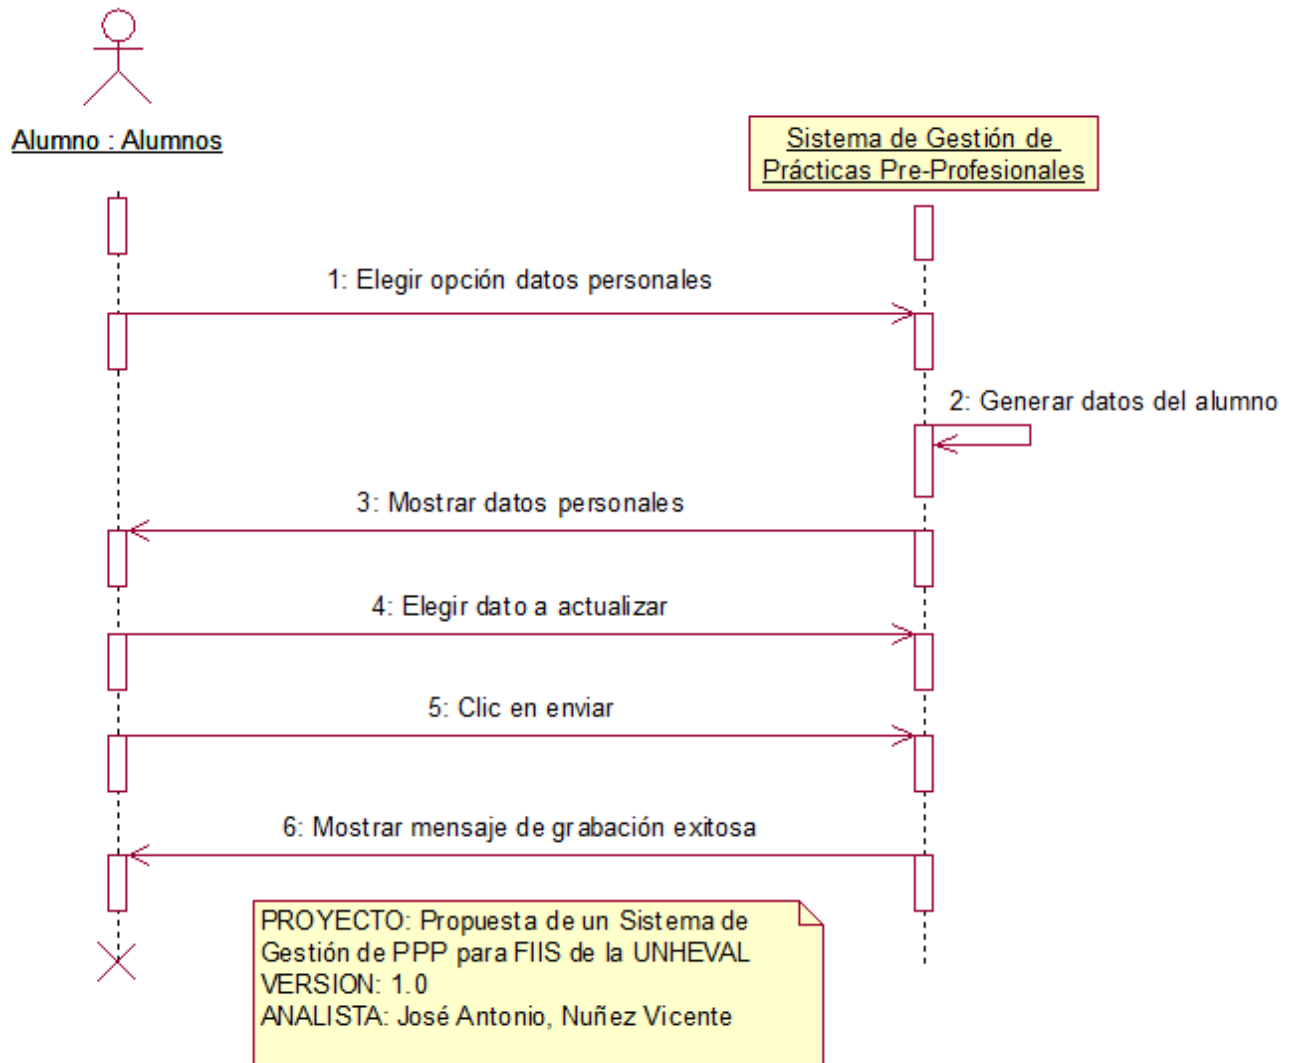 Alumno : Alumnos
Sistema de Gestión de
Prácticas Pre-Profesionales
1: Elegir opción datos personales
2: Generar datos del alumno
3: Mostrar datos personales
4: Elegir dato a actualizar
5: Clic en enviar
6: Mostrar mensaje de grabación exitosa
PROYECTO: Propuesta de un Sistema de
Gestión de PPP para FIIS de la UNHEVAL
VERSION: 1.0
ANALISTA: José Antonio, Nuñez Vicente